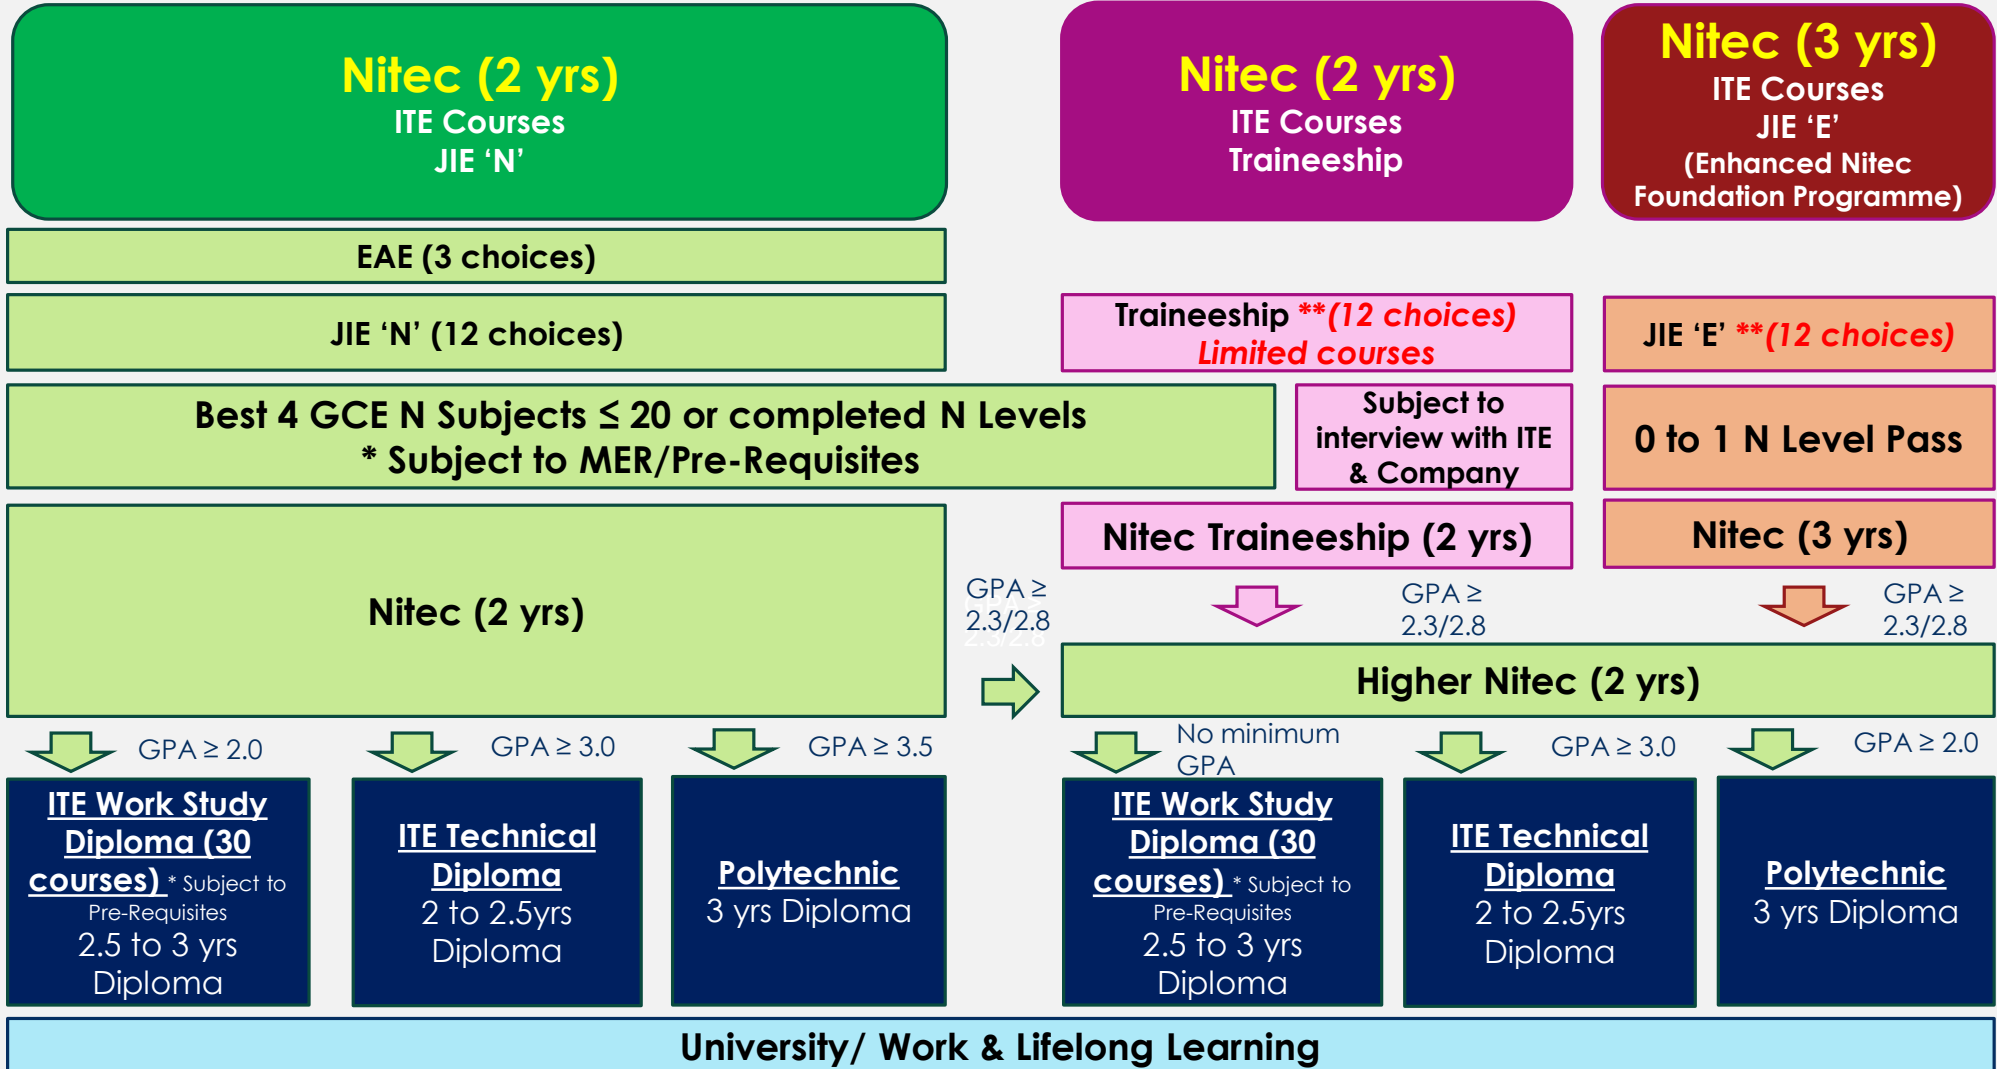 Nitec (2 yrs)
ITE Courses
JIE ‘N’
Nitec (2 yrs)
ITE Courses
Traineeship
Nitec (3 yrs)
ITE Courses
JIE ‘E’
(Enhanced Nitec
Foundation Programme)
EAE (3 choices)
JIE ‘N’ (12 choices)
Traineeship **(12 choices)
Limited courses
JIE ‘E’ **(12 choices)
Best 4 GCE N Subjects ≤ 20 or completed N Levels
* Subject to MER/Pre-Requisites
Subject to
interview with ITE
& Company
0 to 1 N Level Pass
Nitec (2 yrs)
Nitec Traineeship (2 yrs)
Nitec (3 yrs)
GPA ≥
2.3/2.8
GPA ≥
2.3/2.8
GPA ≥
2.3/2.8
GPA ≥
2.3/2.8
Higher Nitec (2 yrs)
GPA ≥ 2.0
GPA ≥ 3.0
GPA ≥ 3.5
No minimum
GPA
GPA ≥ 3.0
GPA ≥ 2.0
ITE Work Study
Diploma (30
courses) * Subject to
Pre-Requisites
2.5 to 3 yrs
Diploma
ITE Technical
Diploma
2 to 2.5yrs
Diploma
Polytechnic
3 yrs Diploma
ITE Work Study
Diploma (30
courses) * Subject to
Pre-Requisites
2.5 to 3 yrs
Diploma
ITE Technical
Diploma
2 to 2.5yrs
Diploma
Polytechnic
3 yrs Diploma
University/ Work & Lifelong Learning